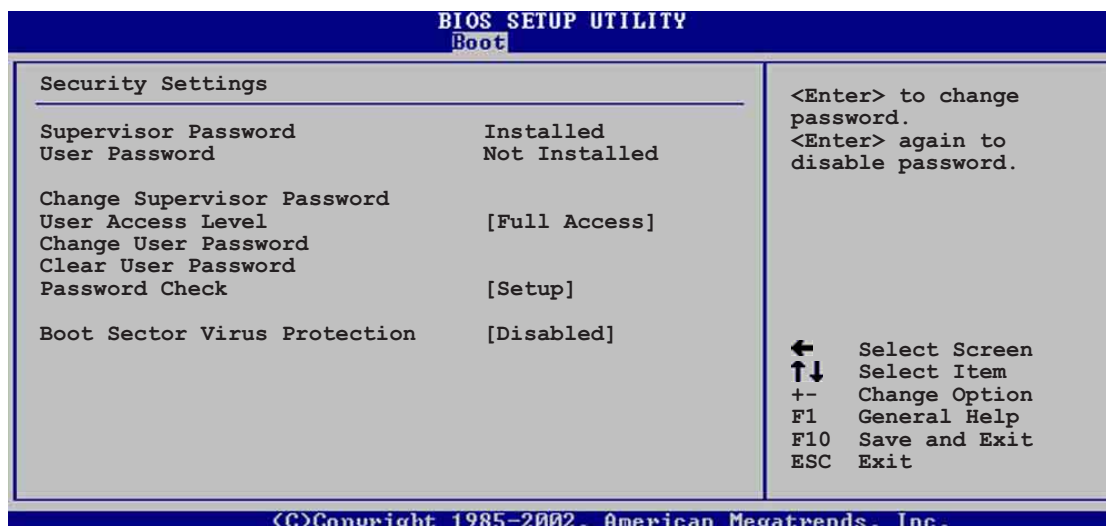 BIOS SETUP UTILITY
Boot
Security Settings
Supervisor Password Installed
User Password Not Installed
Change Supervisor Password
User Access Level [Full Access]
Change User Password
Clear User Password
Password Check [Setup]
Boot Sector Virus Protection [Disabled]
<Enter> to change
password.
<Enter> again to
disable password.
← Select Screen
↑↓ Select Item
+- Change Option
F1 General Help
F10 Save and Exit
ESC Exit
(C)Copyright 1985-2002, American Megatrends, Inc.